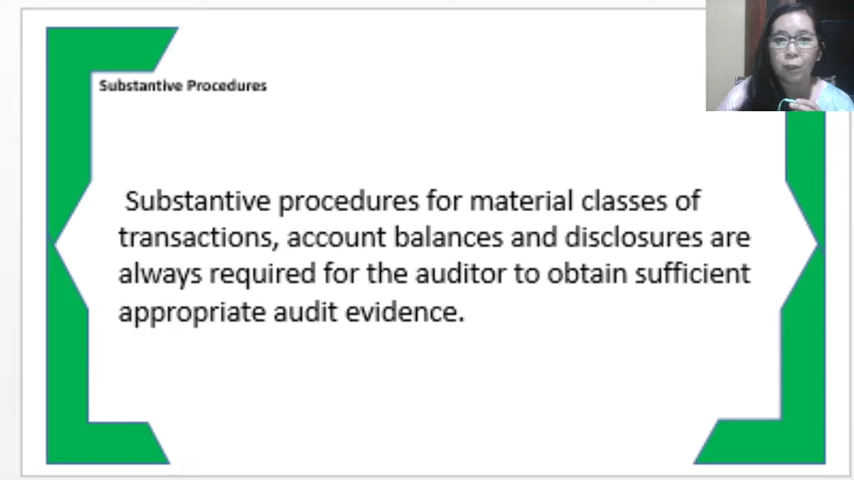 Substantive Procedures
Substantive procedures for material classes of
transactions, account balances and disclosures are
always required for the auditor to obtain sufficient
appropriate audit evidence.